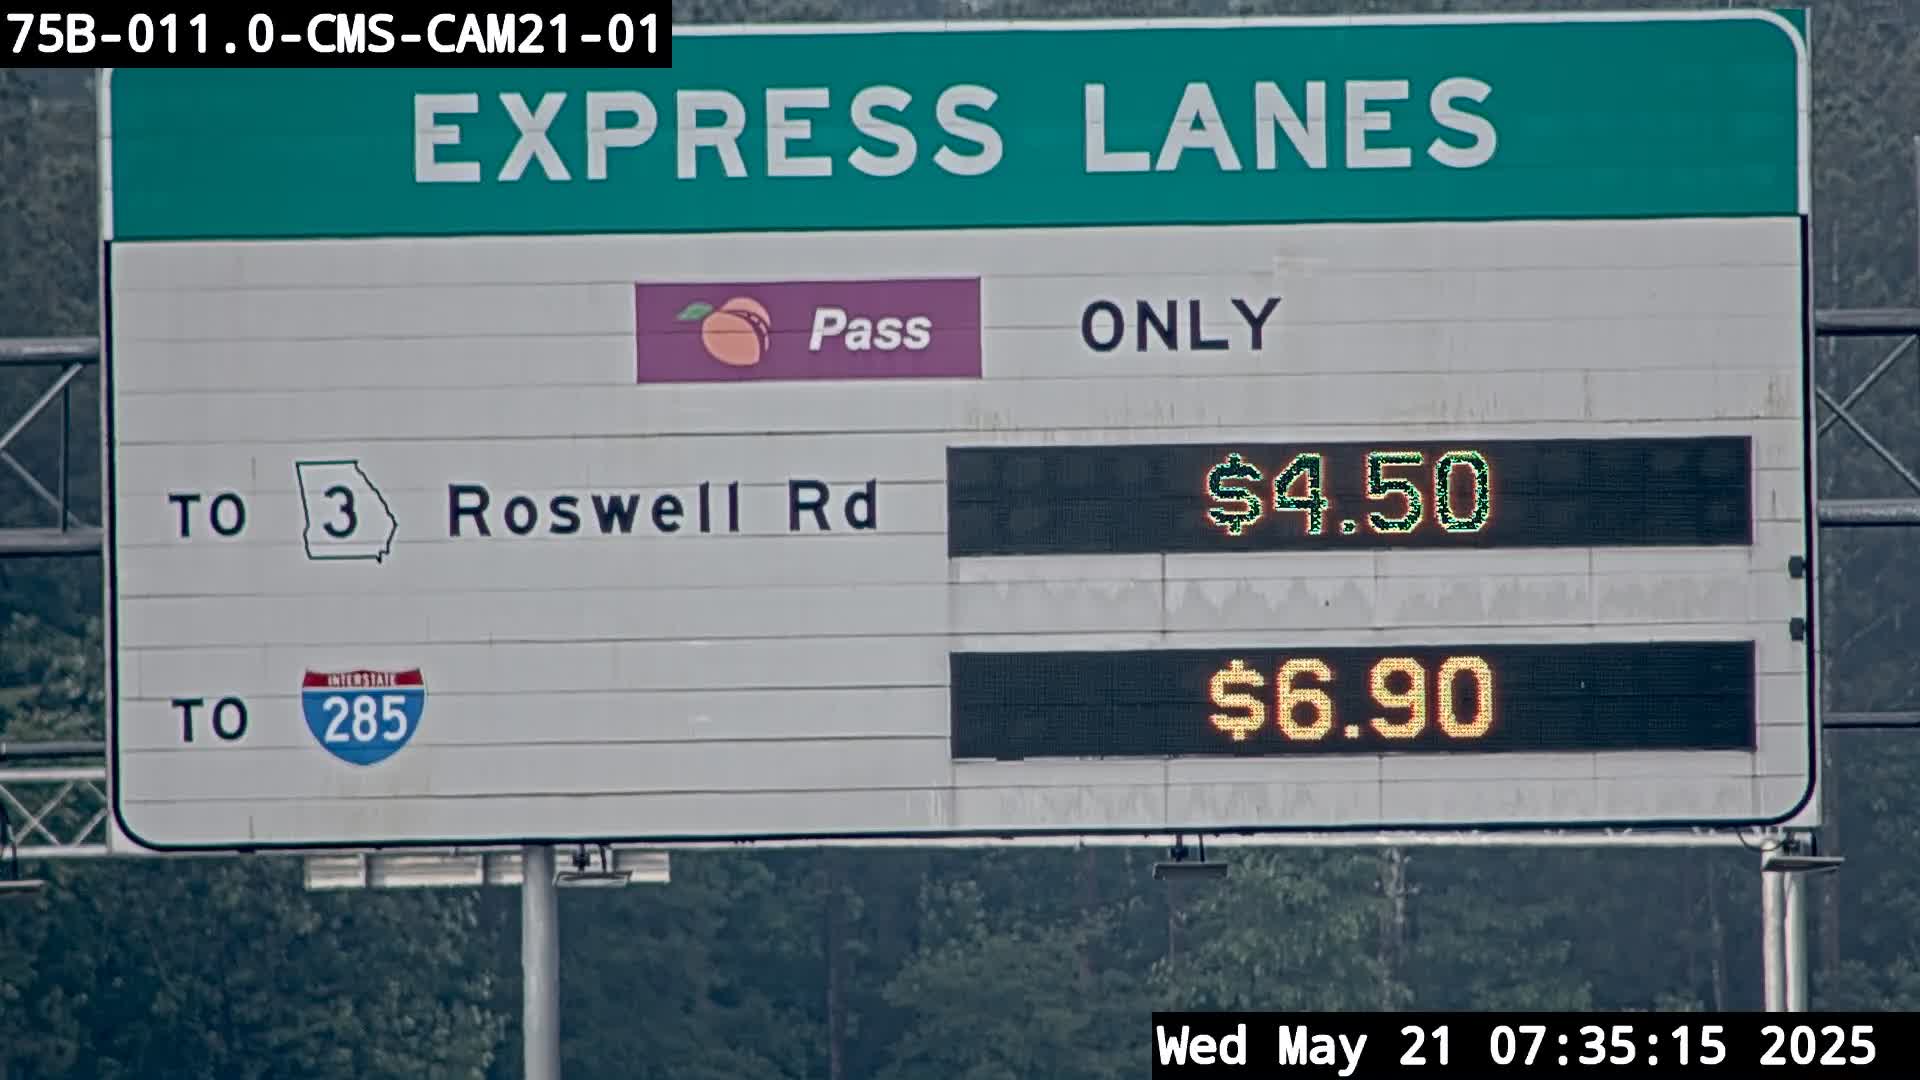 75B-011.0-CMS-CAM21-01
EXPRESS LANES
Pass ONLY
TO 3 Roswell Rd $4.50
INTERSTATE
TO 285 $6.90
Wed May 21 07:35:15 2025